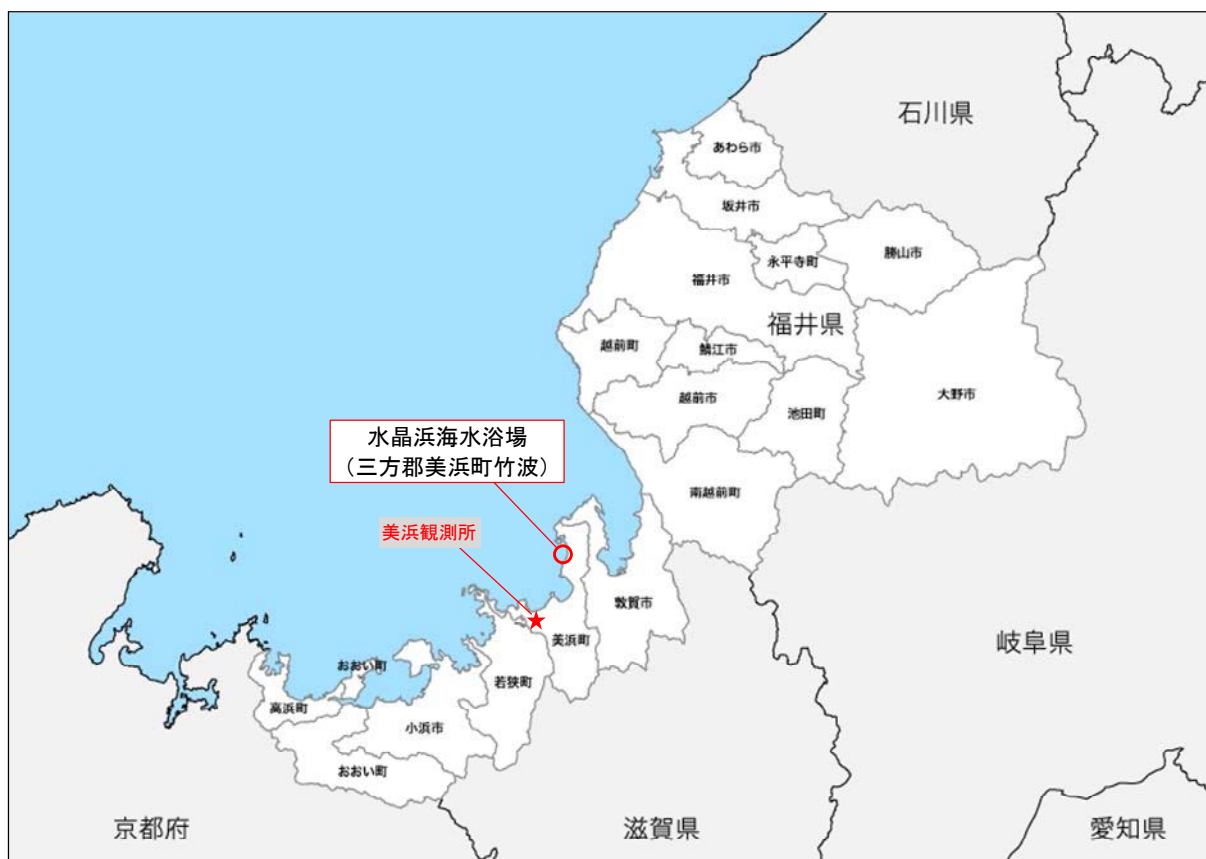 石川県
あわら市
坂井市
永平寺町
勝山市
福井市
福井県
越前町
鯖江市
大野市
越前市
池田町
水晶浜海水浴場
（三方郡美浜町竹波）
南越前町
美浜観測所
敦賀市
美浜町
岐阜県
おおい町
若狭町
高浜町
小浜市
おおい町
京都府
滋賀県
愛知県